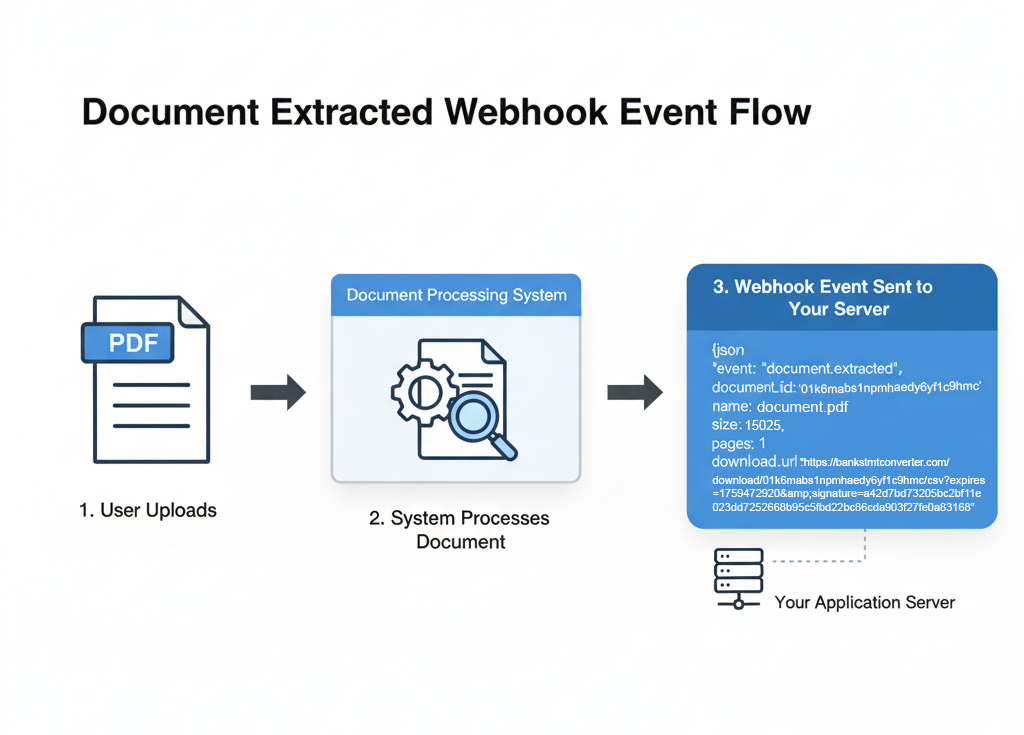 Document Extracted Webhook Event Flow
PDF
1. User Uploads
Document Processing System
2. System Processes
Document
3. Webhook Event Sent to
Your Server
{json
"event: "document.extracted",
document_id: '01k6mabs1npmhaedy6yf1c9hmc'
name: document.pdf
size: 15025,
pages: 1
download.url "https://bankstmtconverter.com/
download/01k6mabs1npmhaedy6yf1c9hmc/csv?expires
=1759472920&amp;signature=a42d7bd73205bc2bf11e
023dd7252668b95c5fbd22bc86cda903f27fe0a83168"
Your Application Server